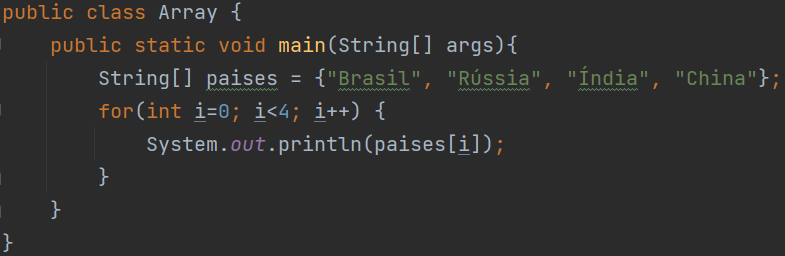 public class Array {
    public static void main(String[] args){
        String[] paises = {"Brasil", "Rússia", "Índia", "China"};
        for(int i=0; i<4; i++) {
            System.out.println(paises[i]);
        }
    }
}